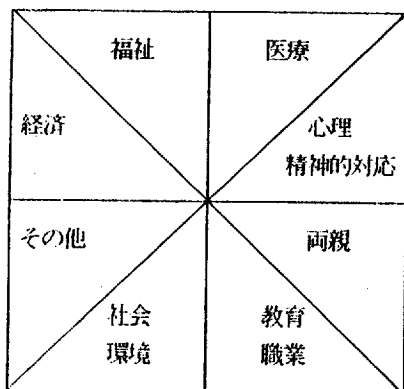 福祉
医療
経済
心理
精神的対応
その他
両親
社会
環境
教育
職業